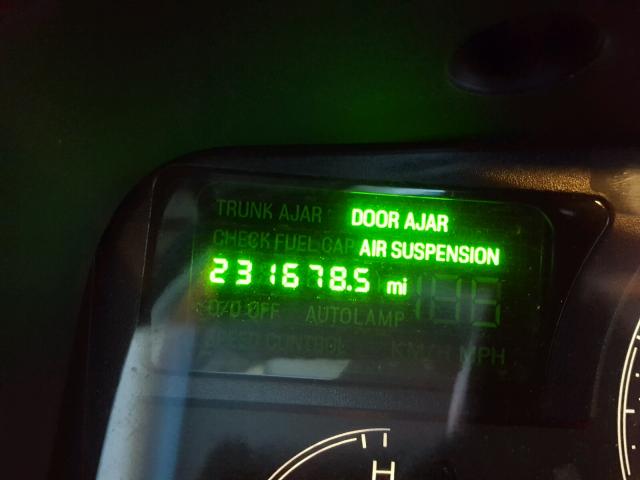 TRUNK AJAR DOOR AJAR
CHECK FUEL CAP AIR SUSPENSION
231678.5 mi
O/D OFF AUTOLAMP
SPEED CONTROL KM/H MPH
H